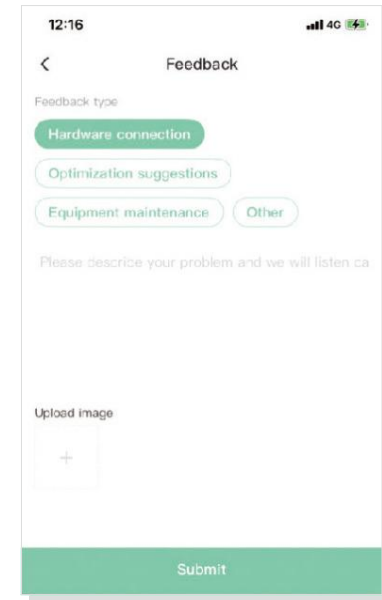 12:16 4G
Feedback
Feedback type
Hardware connection
Optimization suggestions
Equipment maintenance Other
Please describe your problem and we will listen ca
Upload image
+
Submit